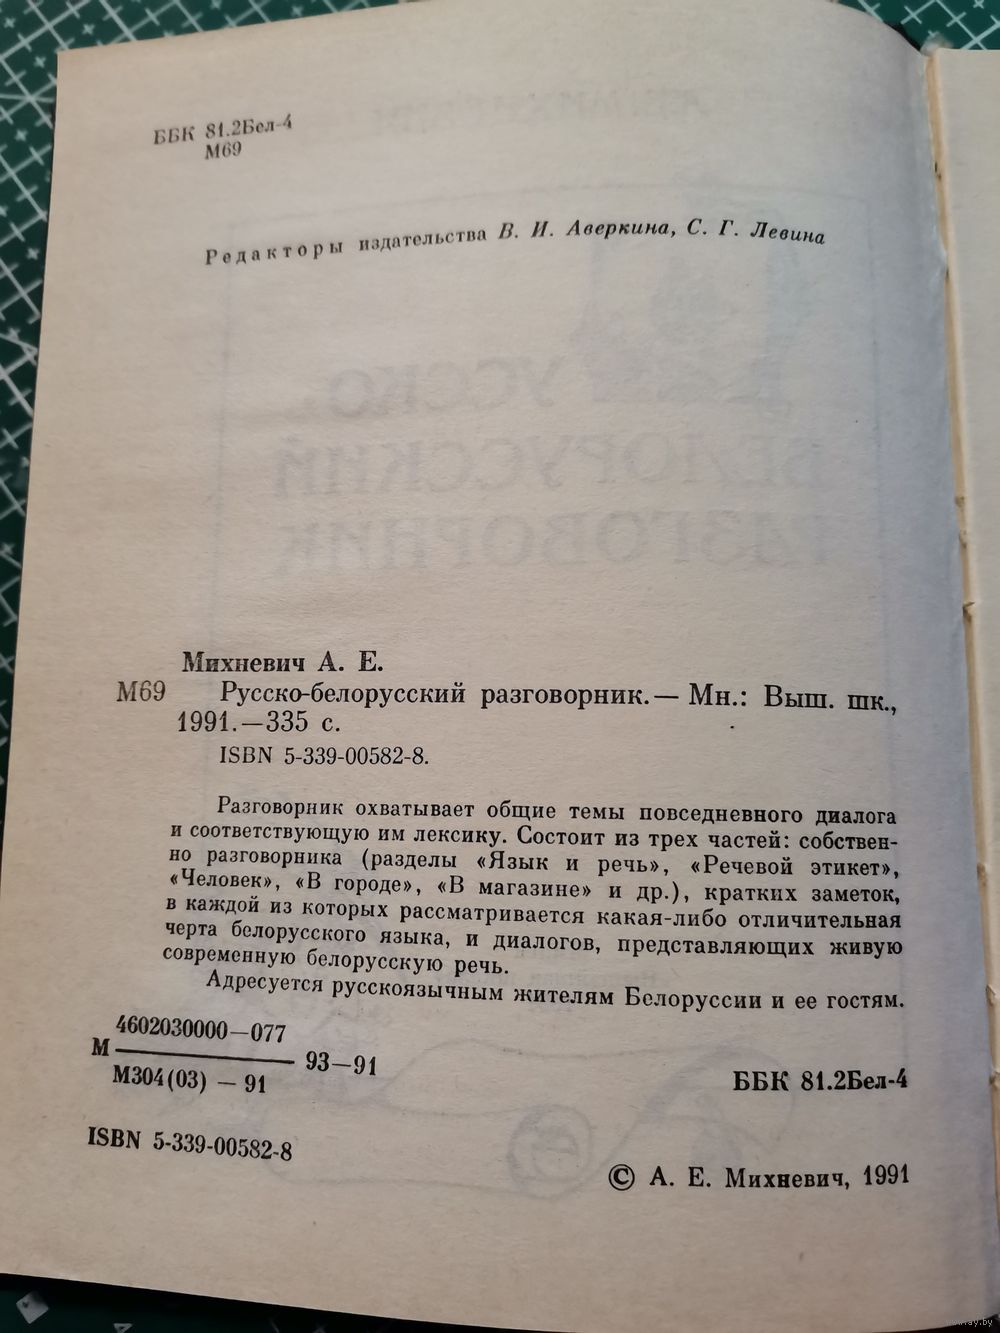 ББК 81.2Бел-4
М69
Редакторы издательства В. И. Аверкина, С. Г. Левина
Михневич А. Е.
М69 Русско-белорусский разговорник.— Мн.: Выш. шк.,
1991.—335 с.
ISBN 5-339-00582-8.
Разговорник охватывает общие темы повседневного диалога
и соответствующую им лексику. Состоит из трех частей: собствен-
но разговорника (разделы «Язык и речь», «Речевой этикет»,
«Человек», «В городе», «В магазине» и др.), кратких заметок,
в каждой из которых рассматривается какая-либо отличительная
черта белорусского языка, и диалогов, представляющих живую
современную белорусскую речь.
Адресуется русскоязычным жителям Белоруссии и ее гостям.
4602030000—077
М 93—91
М304(03) — 91
ББК 81.2Бел-4
ISBN 5-339-00582-8
© А. Е. Михневич, 1991